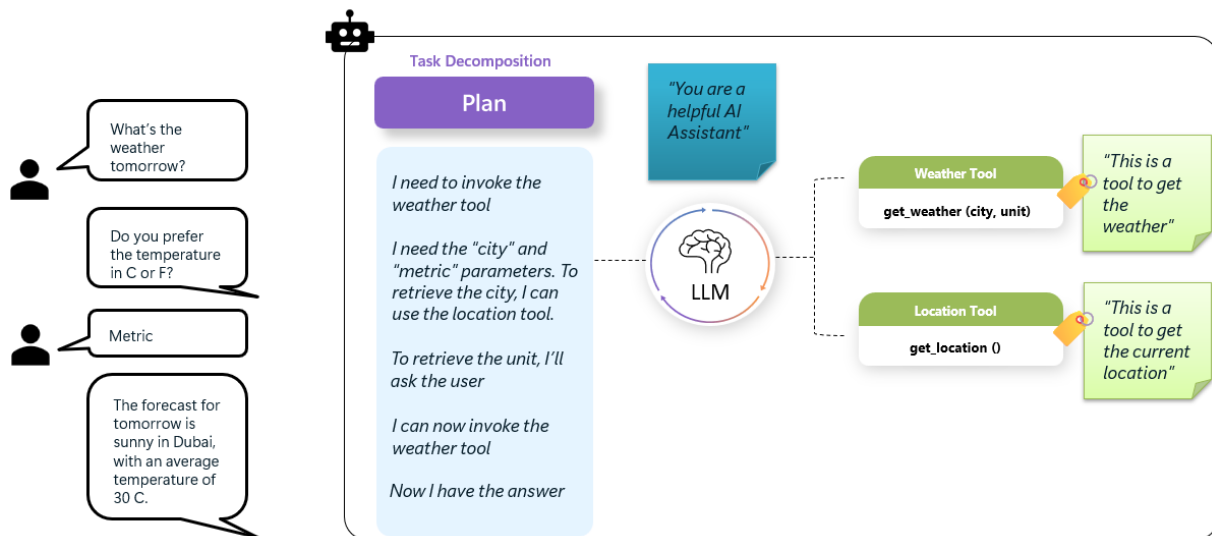 What's the
weather
tomorrow?
Do you prefer
the temperature
in C or F?
Metric
The forecast for
tomorrow is
sunny in Dubai,
with an average
temperature of
30 C.
Task Decomposition
Plan
I need to invoke the
weather tool
I need the "city" and
"metric" parameters. To
retrieve the city, I can
use the location tool.
To retrieve the unit, I'll
ask the user
I can now invoke the
weather tool
Now I have the answer
"You are a
helpful AI
Assistant"
LLM
Weather Tool
get_weather (city, unit)
"This is a
tool to get
the
weather"
Location Tool
get_location ()
"This is a
tool to get
the current
location"